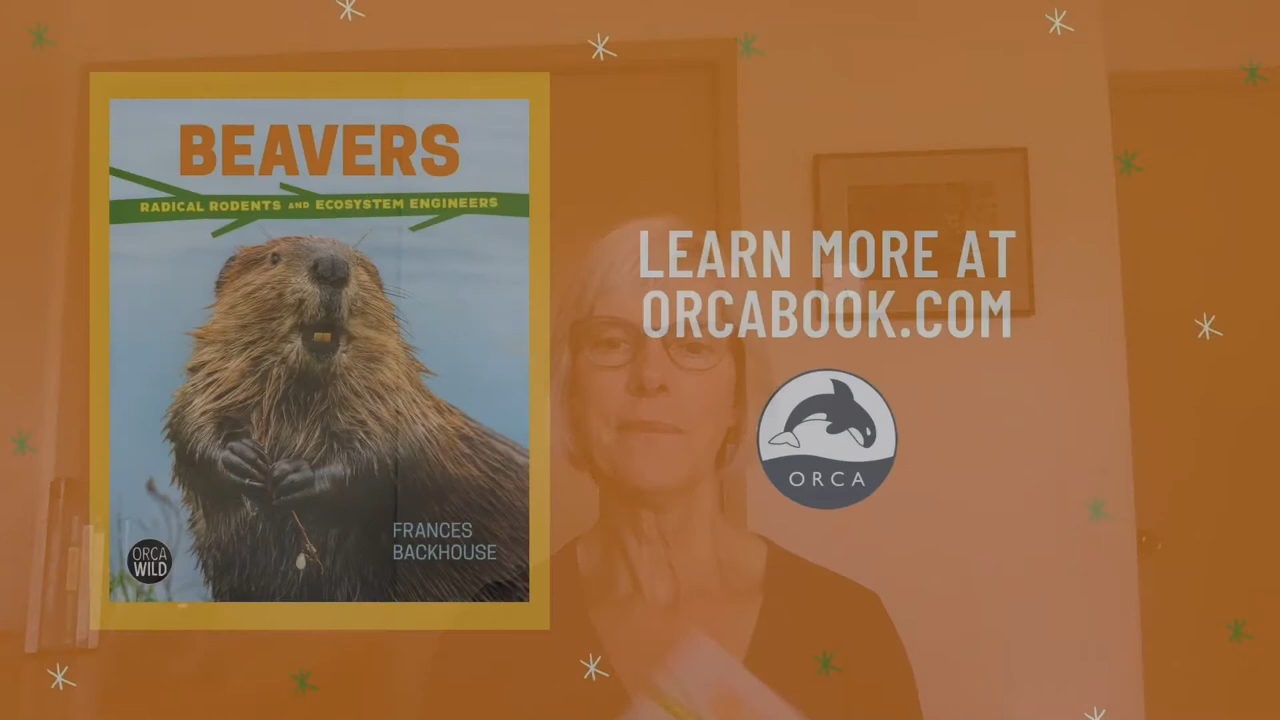 BEAVERS
RADICAL RODENTS AND ECOSYSTEM ENGINEERS
FRANCES
BACKHOUSE
ORCA
WILD
LEARN MORE AT
ORCABOOK.COM
ORCA